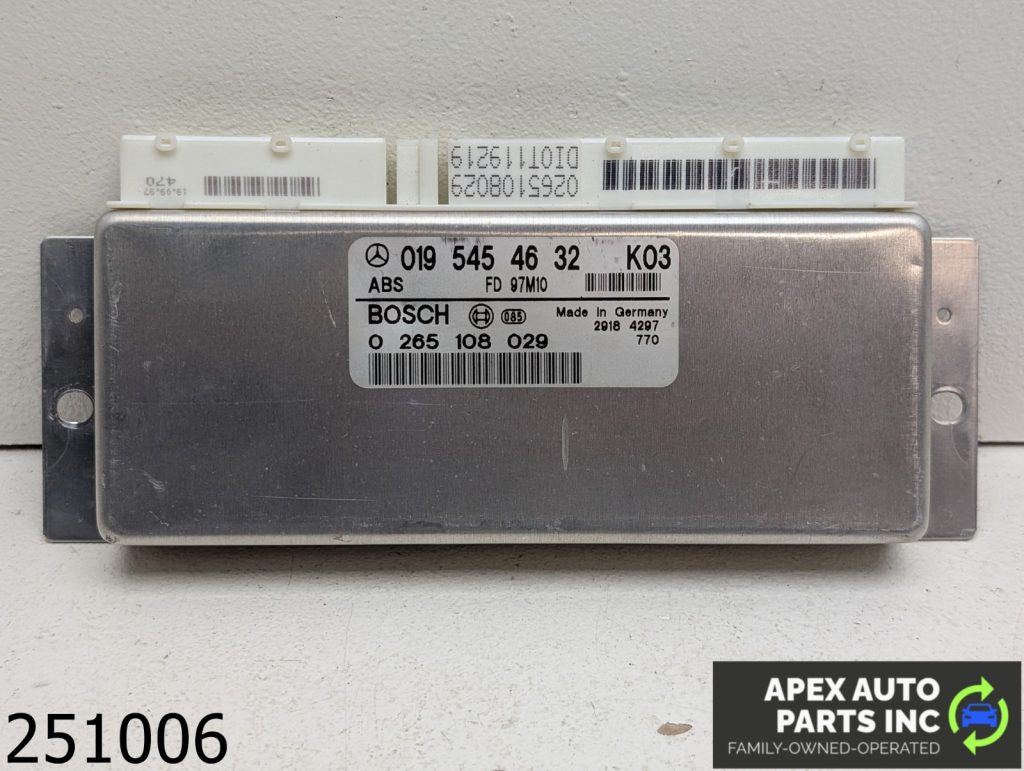 19.09.97
470
DIOT119219
0265108029
019 545 46 32 K03
ABS FD 97M10
BOSCH 085 Made in Germany
2918 4297
0 265 108 029 770
251006
APEX AUTO
PARTS INC
FAMILY-OWNED-OPERATED